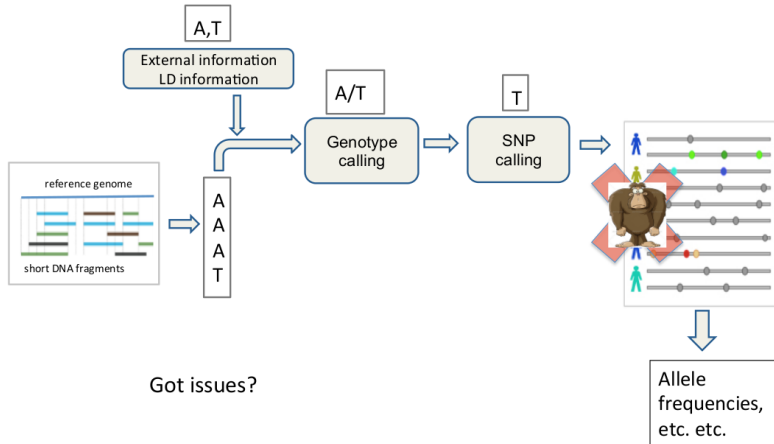 A,T
External information
LD information
A/T
T
Genotype
calling
SNP
calling
reference genome
short DNA fragments
A
A
A
T
Got issues?
Allele
frequencies,
etc. etc.